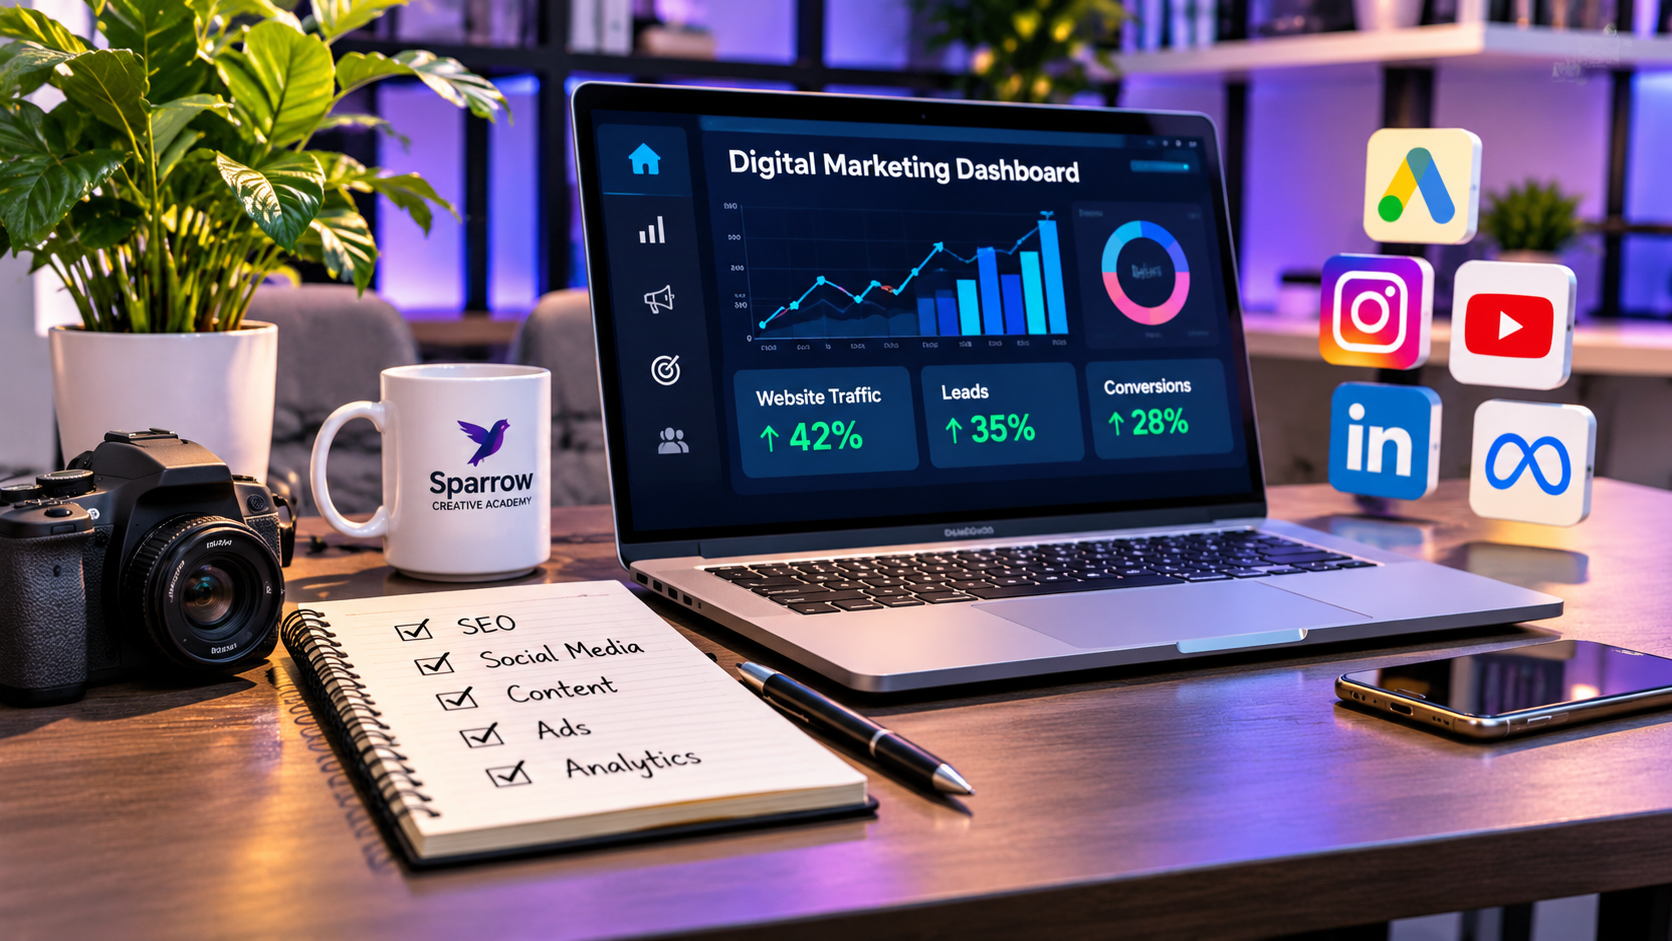 Digital Marketing Dashboard
Website Traffic
↑ 42%
Leads
↑ 35%
Conversions
↑ 28%
Sparrow
CREATIVE ACADEMY
SEO
Social Media
Content
Ads
Analytics
in